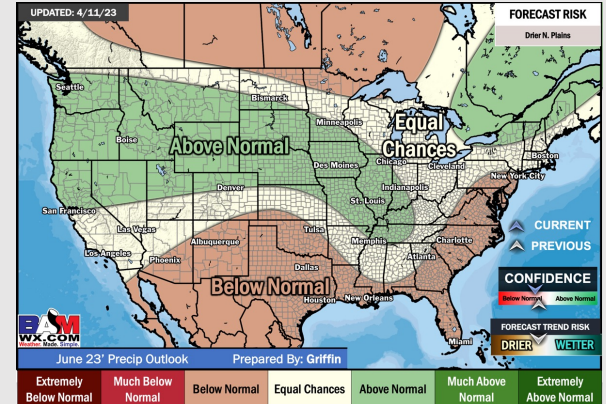 UPDATED: 4/11/23
FORECAST RISK
Drier N. Plains
Seattle
Bismarck
Minneapolis
Equal
Chances
Boise
Above Normal
Des Moines
Chicago
Cleveland
Boston
New York City
Denver
Indianapolis
St. Louis
San Francisco
Las Vegas
Tulsa
Memphis
Charlotte
Los Angeles
Phoenix
Albuquerque
Atlanta
Dallas
Below Normal
Houston
New Orleans
Miami
CURRENT
PREVIOUS
CONFIDENCE
Below Normal
Above Normal
FORECAST TREND RISK
DRIER
WETTER
BAM
WX.COM
Weather. Made. Simple.
June 23' Precip Outlook
Prepared By: Griffin
Extremely
Below Normal
Much Below
Normal
Below Normal
Equal Chances
Above Normal
Much Above
Normal
Extremely
Above Normal